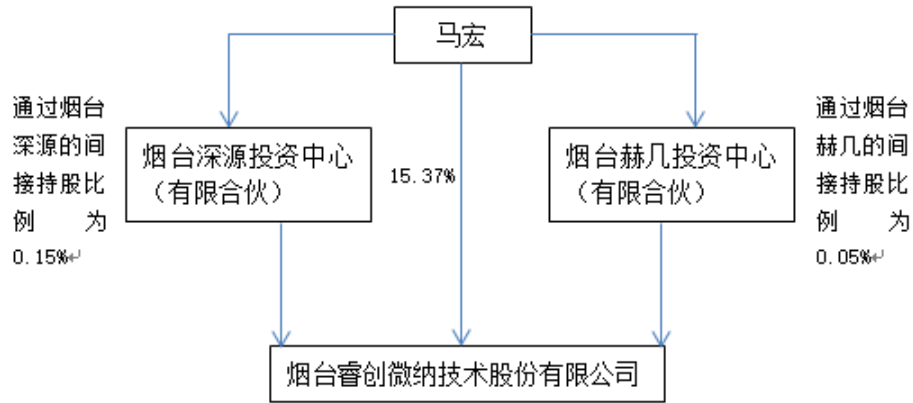 马宏
通过烟台
深源的间
接持股比
例为
0.15%↵
烟台深源投资中心
（有限合伙）
15.37%
烟台赫几投资中心
（有限合伙）
通过烟台
赫几的间
接持股比
例为
0.05%↵
烟台睿创微纳技术股份有限公司